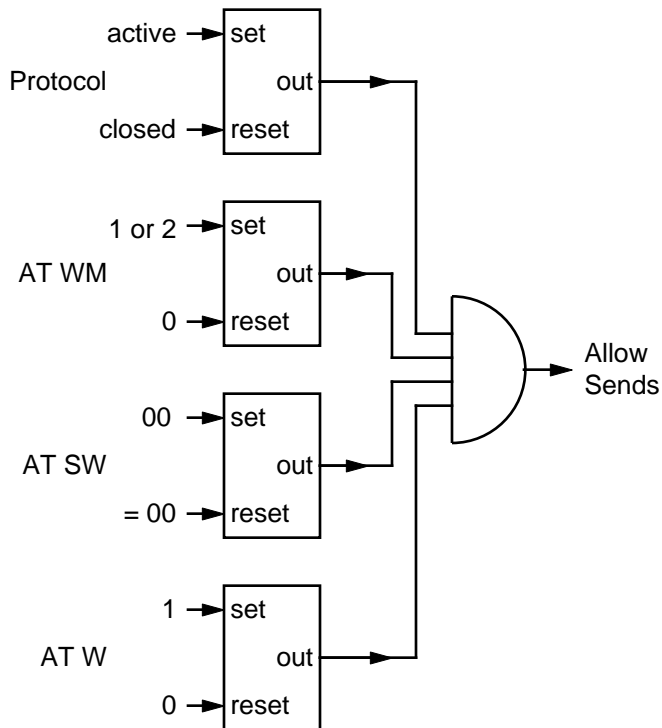 active
set
Protocol
out
closed
reset
1 or 2
set
AT WM
out
0
reset
Allow
Sends
00
set
AT SW
out
= 00
reset
1
set
AT W
out
0
reset